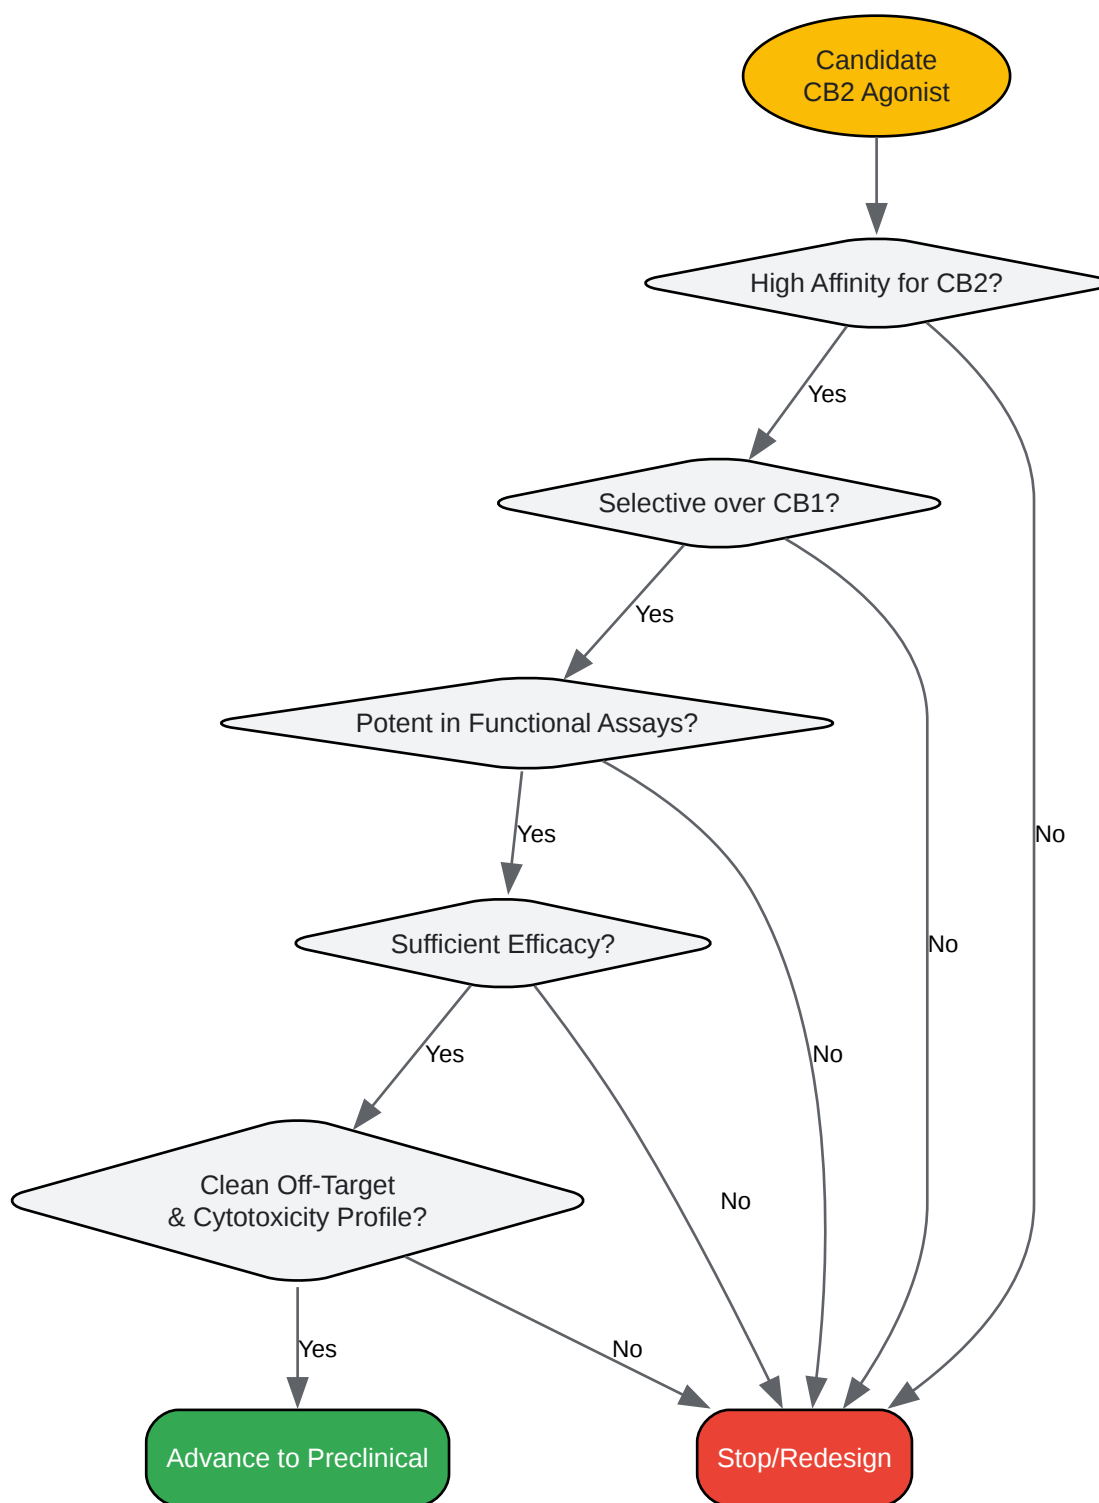 Candidate
CB2 Agonist
High Affinity for CB2?
Yes
Selective over CB1?
Yes
Potent in Functional Assays?
Yes
No
Sufficient Efficacy?
No
Yes
No
Clean Off-Target
& Cytotoxicity Profile?
No
Yes
No
Advance to Preclinical
Stop/Redesign